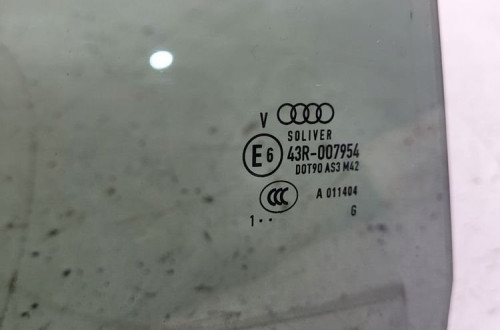 V
SOLIVER
E6 43R-007954
DOT90 AS3 M42
CCC A 011404
1·· G